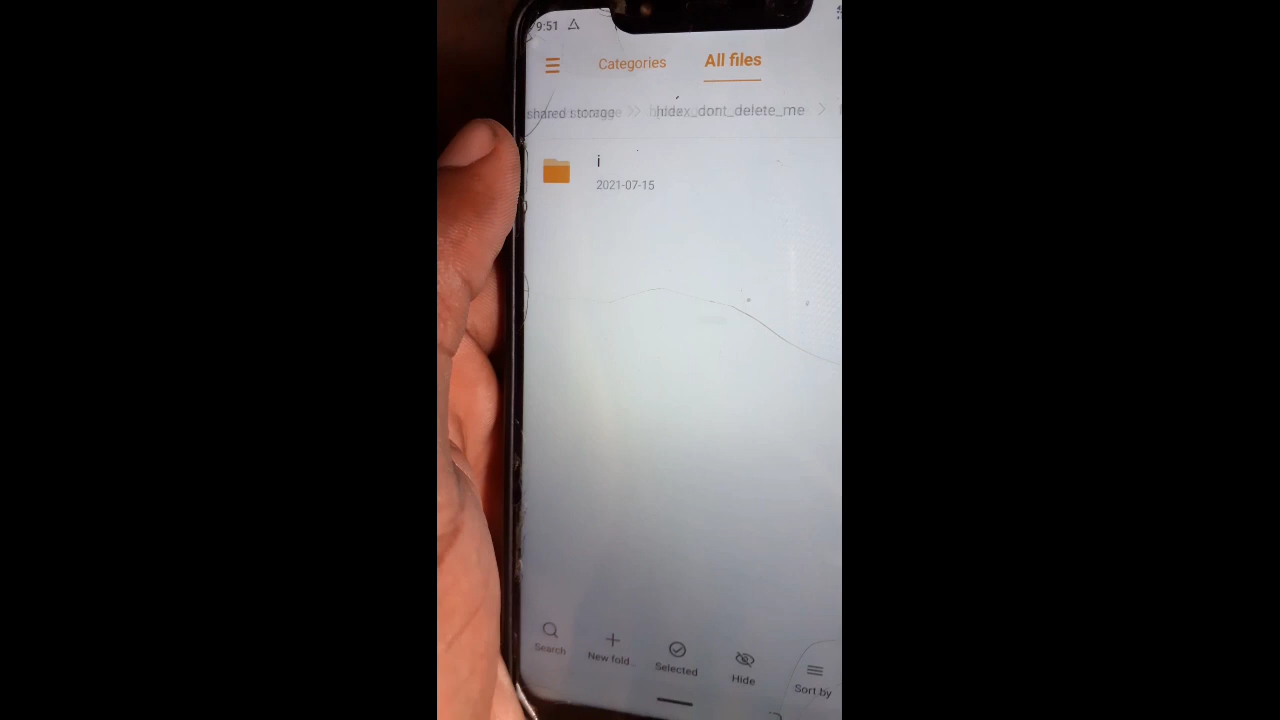 9:51
Categories All files
shared storage hidex_dont_delete_me
i
2021-07-15
Search New fold... Selected Hide Sort by